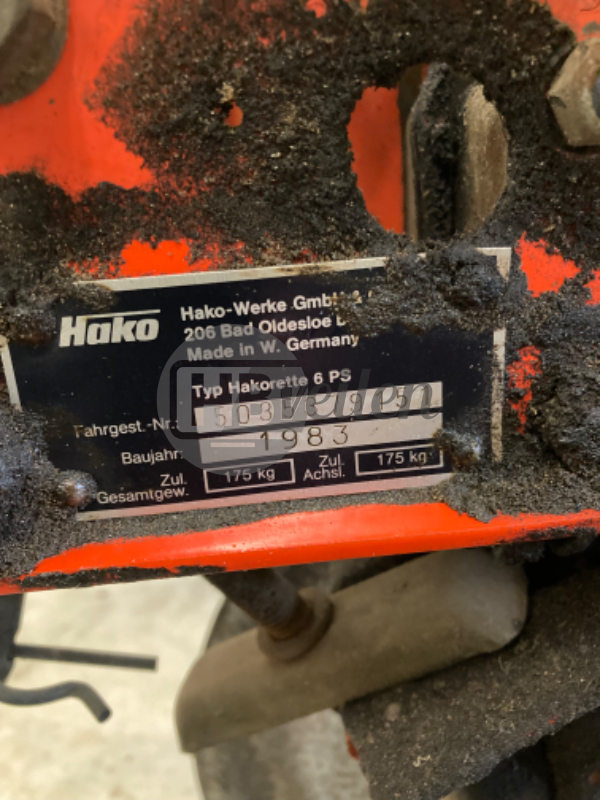 Hako
Hako-Werke GmbH &
206 Bad Oldesloe
Made in W. Germany
Typ Hakorette 6 PS
Fahrgest.-Nr.:
Baujahr: 1983
Zul. Gesamtgew. 175 kg Zul. Achsl. 175 kg